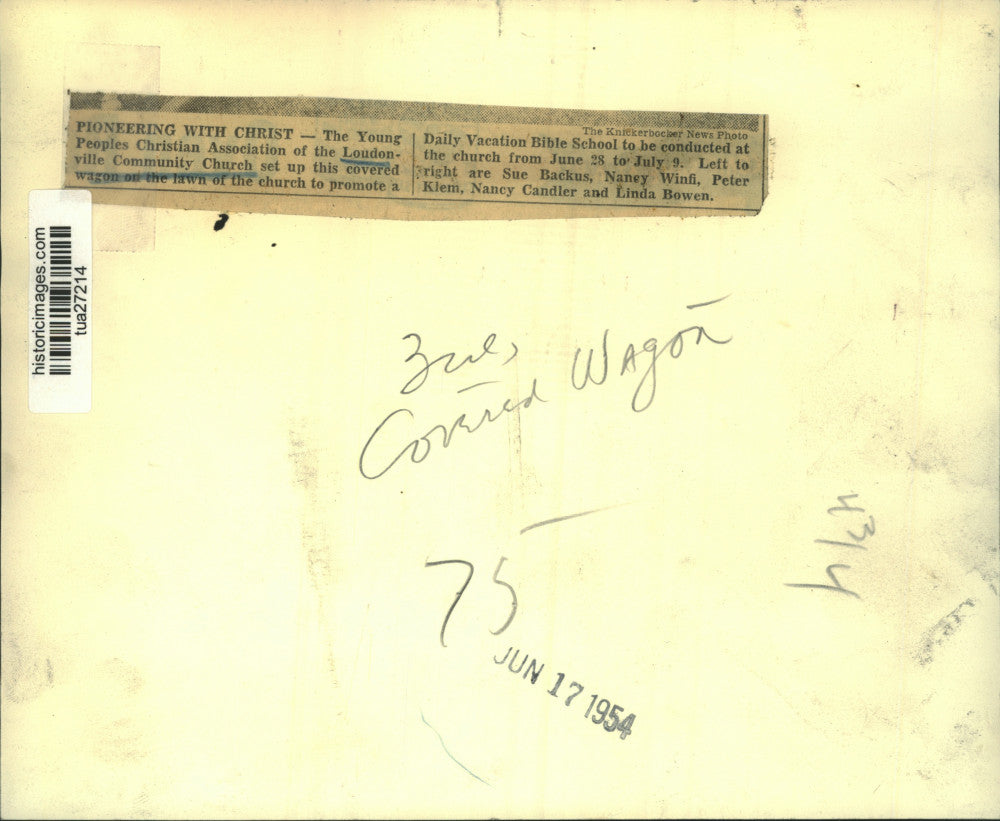 The Knickerbocker News Photo
PIONEERING WITH CHRIST — The Young
Peoples Christian Association of the Loudon-
ville Community Church set up this covered
wagon on the lawn of the church to promote a
Daily Vacation Bible School to be conducted at
the church from June 28 to July 9. Left to
right are Sue Backus, Nancy Winfi, Peter
Klem, Nancy Candler and Linda Bowen.
historicimages.com
tua27214
Covered Wagon
75
JUN 17 1954
43/4